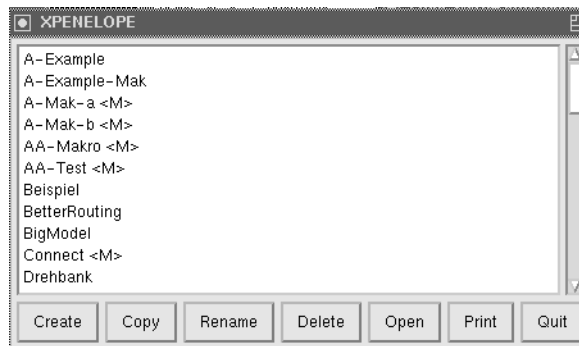 XPENELOPE
A-Example
A-Example-Mak
A-Mak-a <M>
A-Mak-b <M>
AA-Makro <M>
AA-Test <M>
Beispiel
BetterRouting
BigModel
Connect <M>
Drehbank
Create Copy Rename Delete Open Print Quit